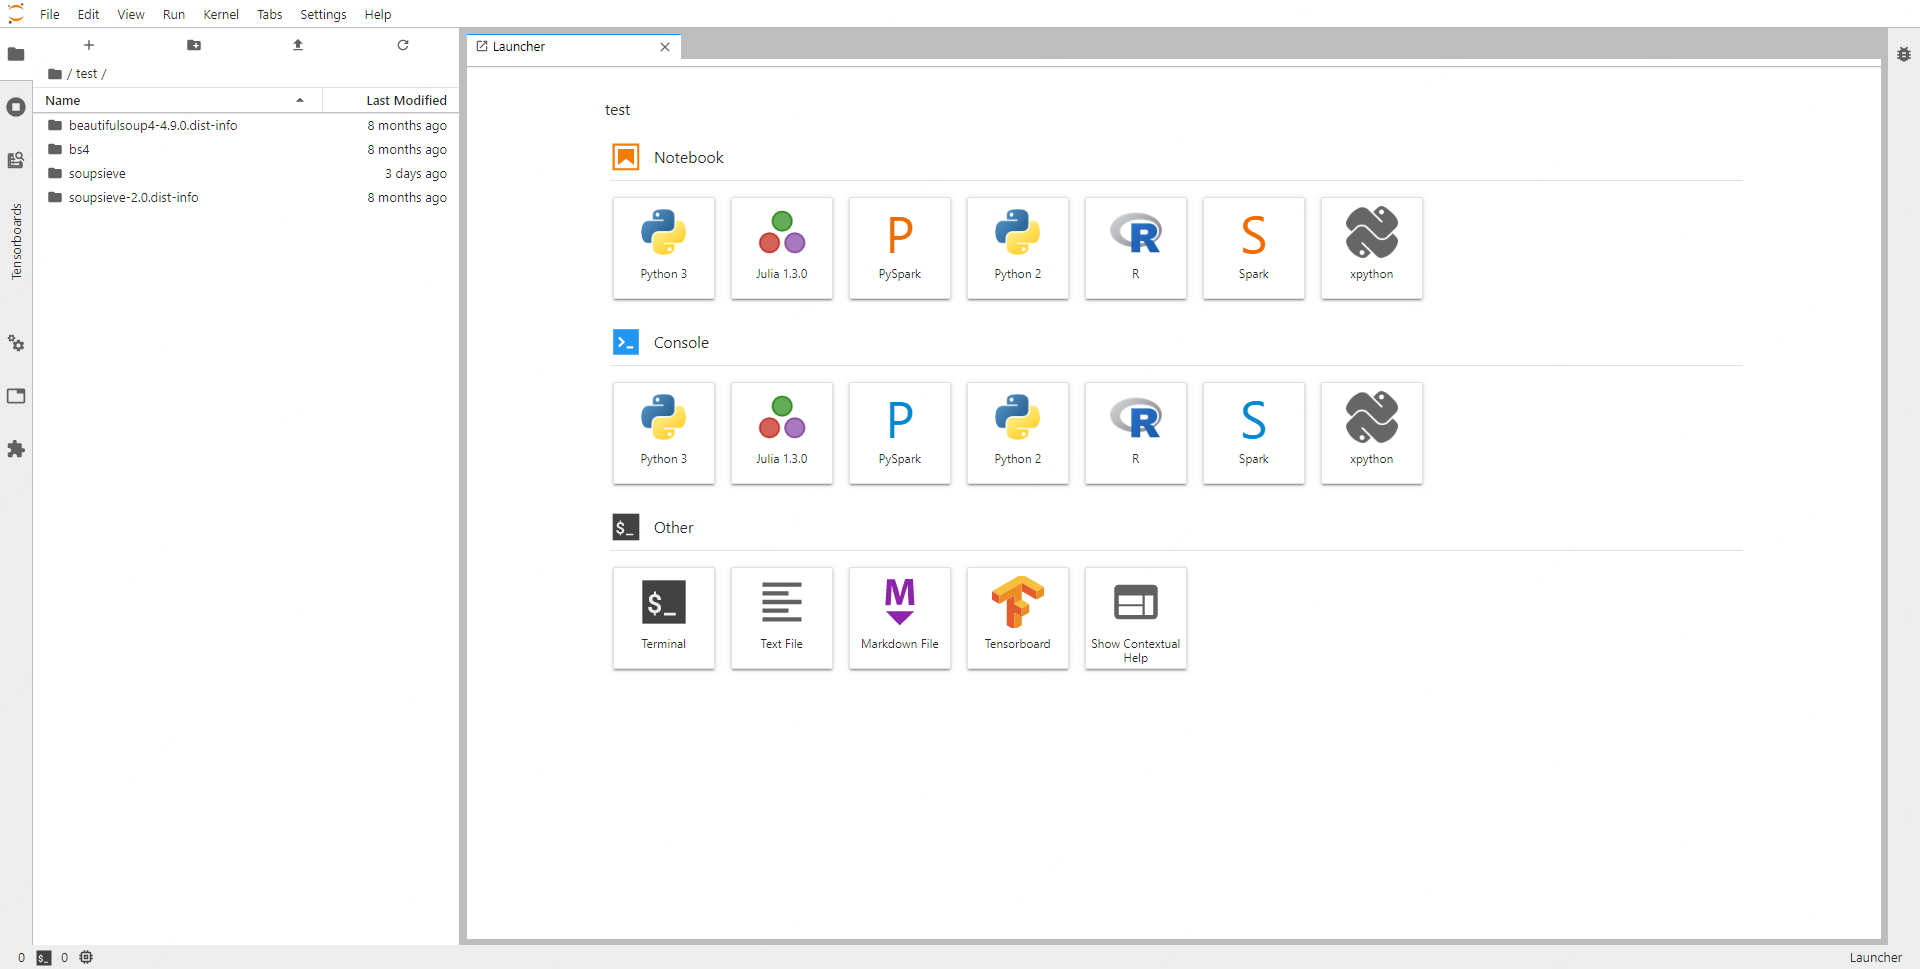 File Edit View Run Kernel Tabs Settings Help
/ test /
Name Last Modified
beautifulsoup4-4.9.0.dist-info 8 months ago
bs4 8 months ago
soupsieve 3 days ago
soupsieve-2.0.dist-info 8 months ago
Tensorboards
Launcher
test
Notebook
Python 3 Julia 1.3.0 PySpark Python 2 R Spark xpython
Console
Python 3 Julia 1.3.0 PySpark Python 2 R Spark xpython
Other
Terminal Text File Markdown File Tensorboard Show Contextual
Help
0 0 Launcher